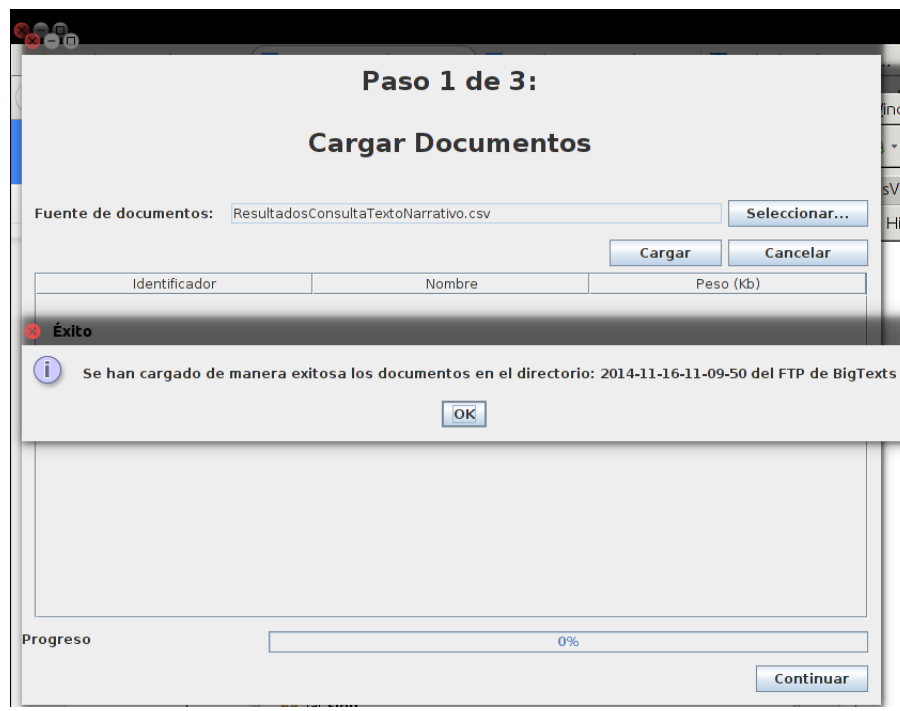 Paso 1 de 3:
Cargar Documentos
Fuente de documentos: ResultadosConsultaTextoNarrativo.csv Seleccionar...
Cargar Cancelar
Identificador Nombre Peso (Kb)
Éxito
Se han cargado de manera exitosa los documentos en el directorio: 2014-11-16-11-09-50 del FTP de BigTexts
OK
Progreso 0%
Continuar